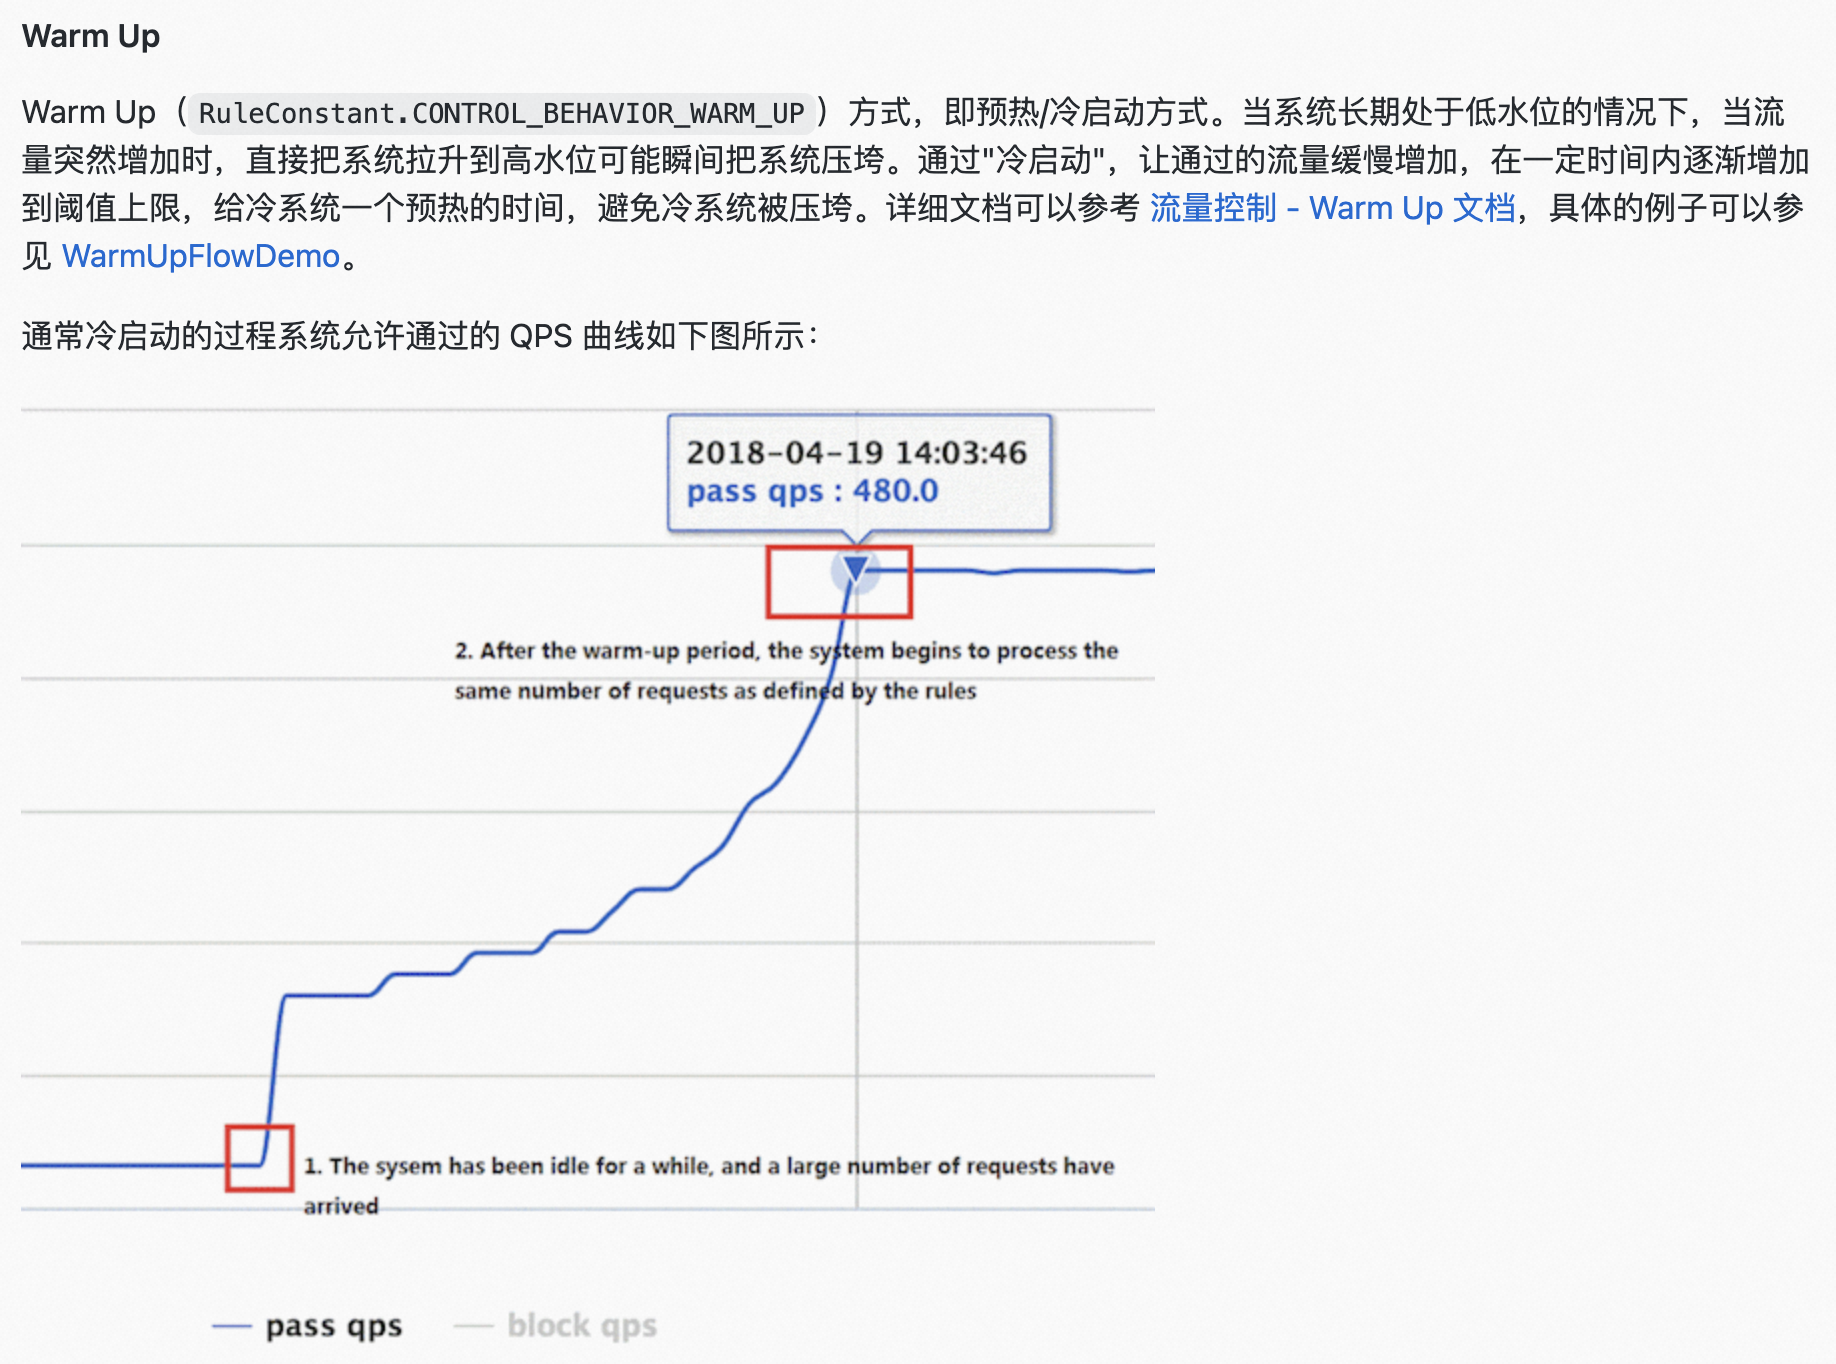 Warm Up
Warm Up（RuleConstant.CONTROL_BEHAVIOR_WARM_UP）方式，即预热/冷启动方式。当系统长期处于低水位的情况下，当流
量突然增加时，直接把系统拉升到高水位可能瞬间把系统压垮。通过"冷启动"，让通过的流量缓慢增加，在一定时间内逐渐增加
到阈值上限，给冷系统一个预热的时间，避免冷系统被压垮。详细文档可以参考 流量控制 - Warm Up 文档，具体的例子可以参
见 WarmUpFlowDemo。
通常冷启动的过程系统允许通过的 QPS 曲线如下图所示：
2018-04-19 14:03:46
pass qps : 480.0
2. After the warm-up period, the system begins to process the
same number of requests as defined by the rules
1. The sysem has been idle for a while, and a large number of requests have
arrived
pass qps block qps